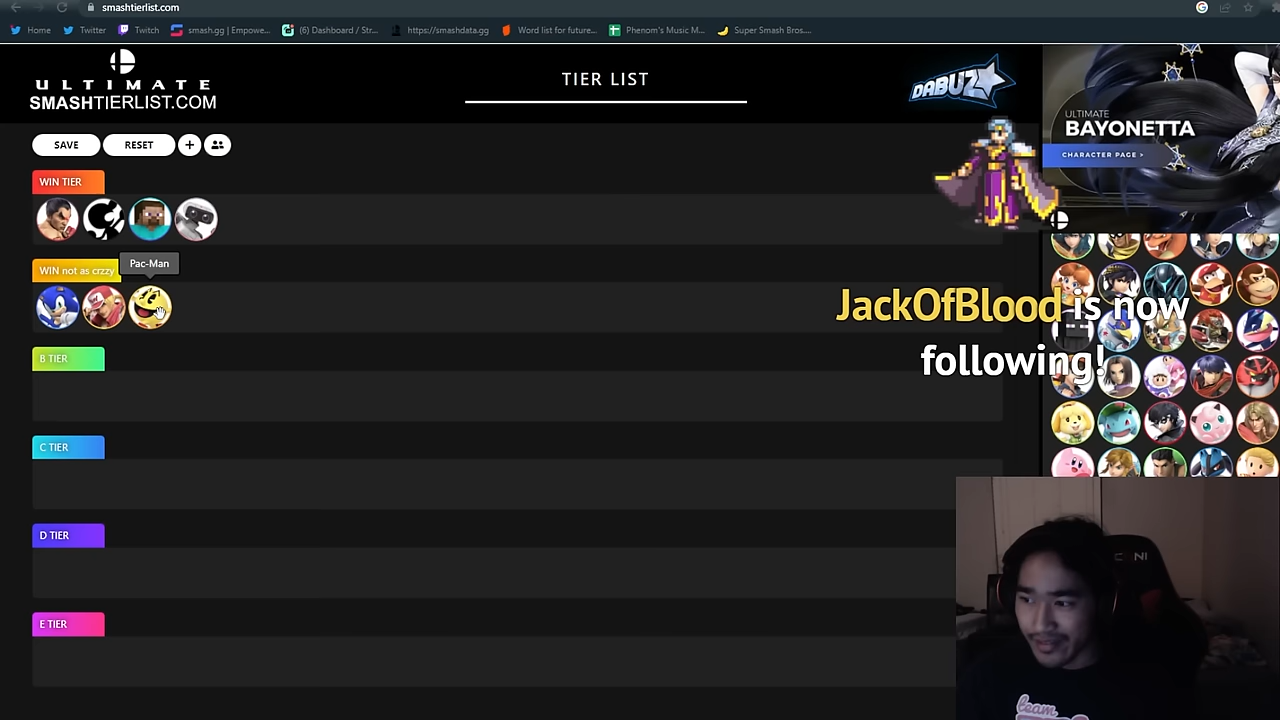 smashtierlist.com
Home
Twitter
Twitch
smash.gg | Empowe...
(6) Dashboard / Str...
https://smashdata.gg
Word list for future...
Phenom's Music M...
Super Smash Bros....
ULTIMATE
SMASHTIERLIST.COM
TIER LIST
DABUZ
ULTIMATE
BAYONETTA
CHARACTER PAGE >
SAVE
RESET
+
WIN TIER
WIN not as crzzy
Pac-Man
JackOfBlood is now
following!
B TIER
C TIER
D TIER
E TIER
team